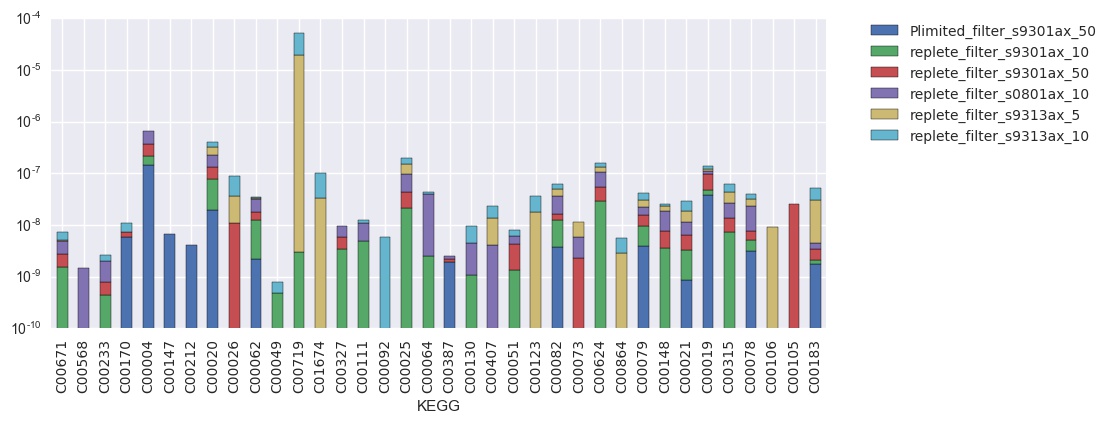 10^-4
10^-5
10^-6
10^-7
10^-8
10^-9
10^-10
Plimited_filter_s9301ax_50
replete_filter_s9301ax_10
replete_filter_s9301ax_50
replete_filter_s0801ax_10
replete_filter_s9313ax_5
replete_filter_s9313ax_10
C00671
C00568
C00233
C00170
C00004
C00147
C00212
C00020
C00026
C00062
C00049
C00719
C01674
C00327
C00111
C00092
C00025
C00064
C00387
C00130
C00407
C00051
C00123
C00082
C00073
C00624
C00864
C00079
C00148
C00021
C00019
C00315
C00078
C00106
C00105
C00183
KEGG